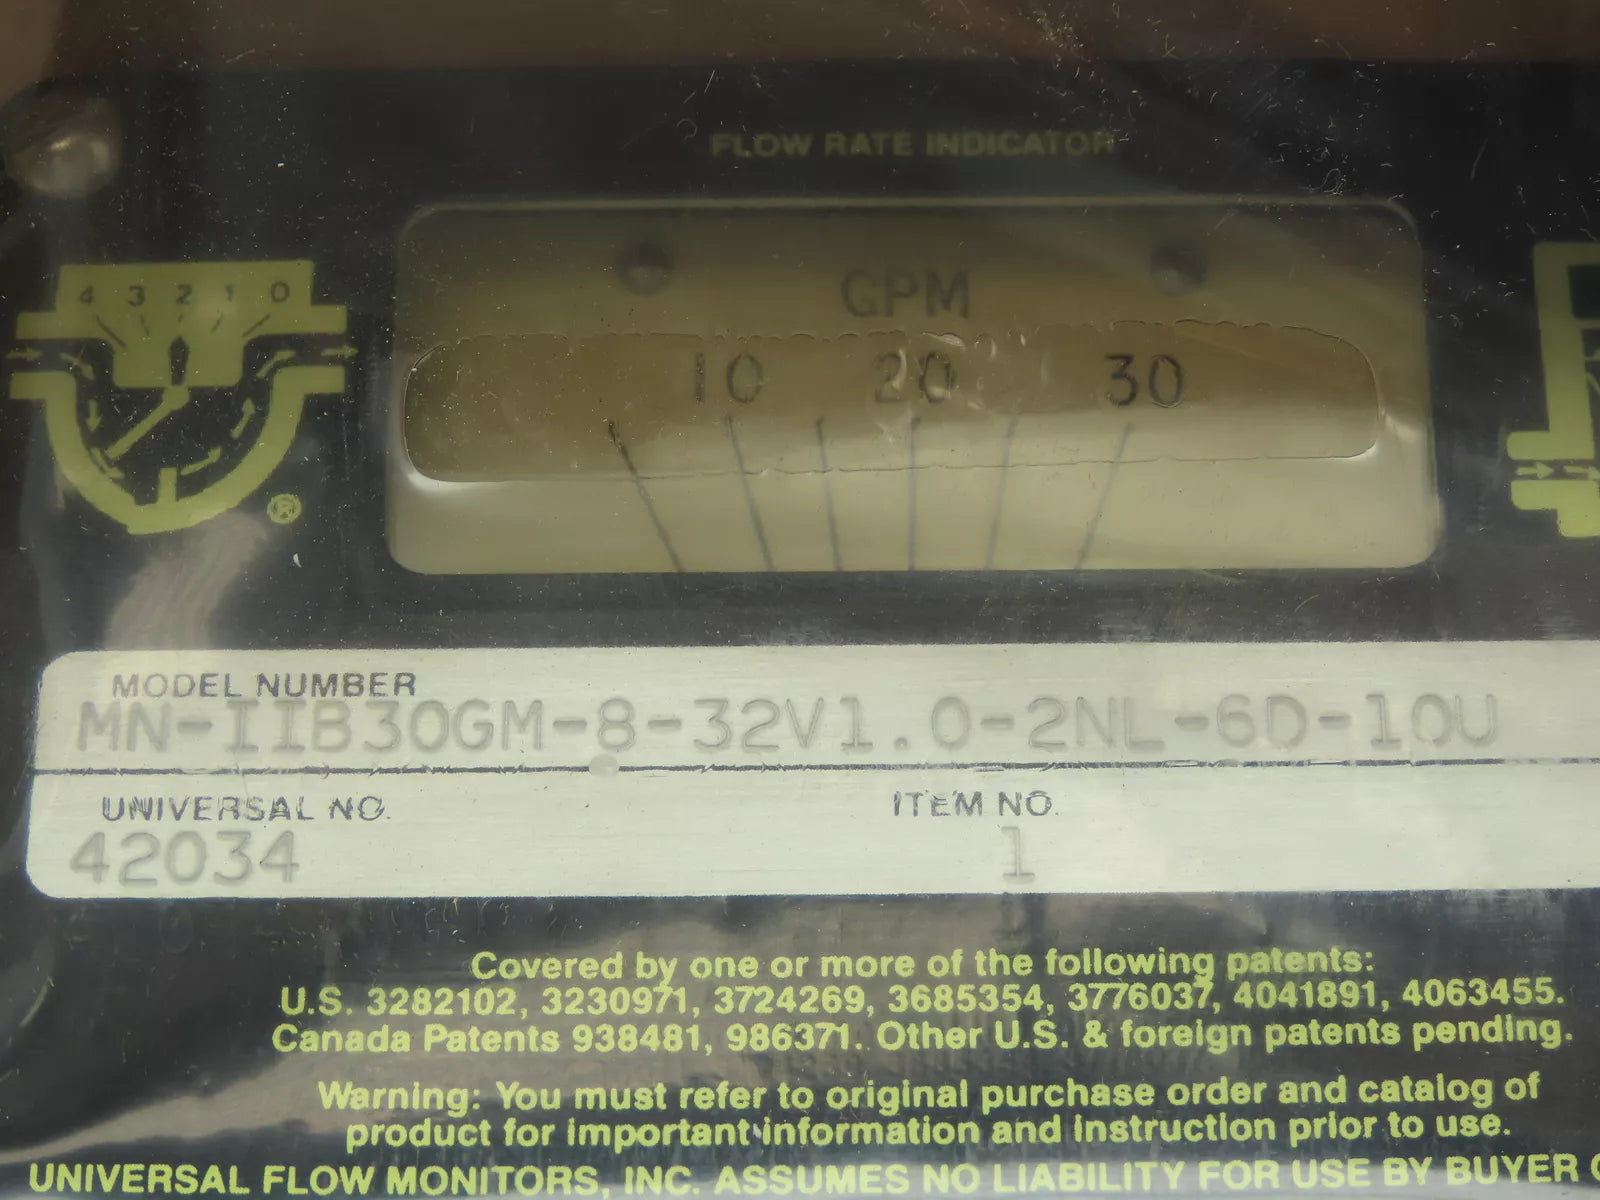 FLOW RATE INDICATOR
4 3 2 1 0
GPM
10 20 30
®
MODEL NUMBER
MN-IIB30GM-8-32V1.0-2NL-6D-10U
UNIVERSAL NO.
ITEM NO.
42034
1
Covered by one or more of the following patents:
U.S. 3282102, 3230971, 3724269, 3685354, 3776037, 4041891, 4063455.
Canada Patents 938481, 986371. Other U.S. & foreign patents pending.
Warning: You must refer to original purchase order and catalog of
product for important information and instruction prior to use.
UNIVERSAL FLOW MONITORS, INC. ASSUMES NO LIABILITY FOR USE BY BUYER